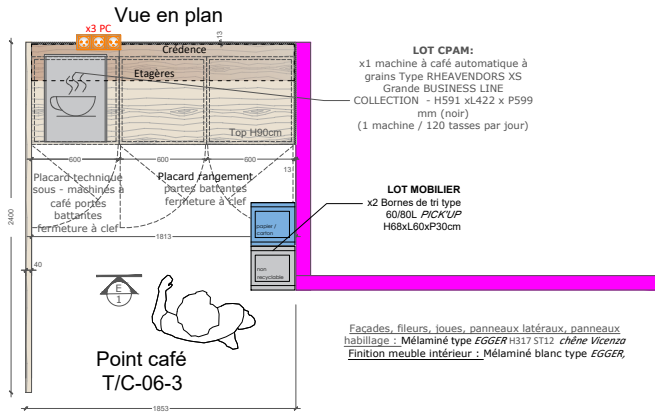 Vue en plan
x3 PC
13
Crédence
Etagères
Top H90cm
600
600
600
13
Placard technique
sous - machines à
café portes
battantes
fermeture à clef
Placard rangement
portes battantes
fermeture à clef
1813
2400
40
papier /
carton
non
recyclable
E
1
Point café
T/C-06-3
1853
LOT CPAM:
x1 machine à café automatique à
grains Type RHEAVENDORS XS
Grande BUSINESS LINE
COLLECTION - H591 xL422 x P599
mm (noir)
(1 machine / 120 tasses par jour)
LOT MOBILIER
x2 Bornes de tri type
60/80L PICK'UP
H68xL60xP30cm
Façades, fileurs, joues, panneaux latéraux, panneaux
habillage : Mélaminé type EGGER H317 ST12 chêne Vicenza
Finition meuble intérieur : Mélaminé blanc type EGGER,